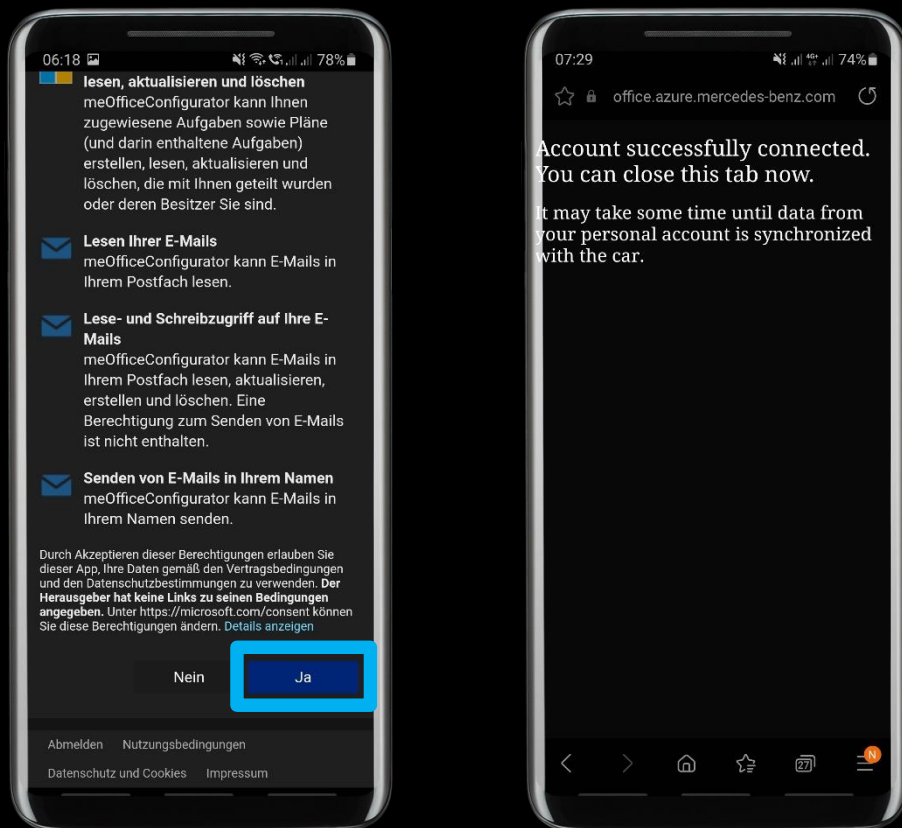 06:18 78%
lesen, aktualisieren und löschen
meOfficeConfigurator kann Ihnen
zugewiesene Aufgaben sowie Pläne
(und darin enthaltene Aufgaben)
erstellen, lesen, aktualisieren und
löschen, die mit Ihnen geteilt wurden
oder deren Besitzer Sie sind.
Lesen Ihrer E-Mails
meOfficeConfigurator kann E-Mails in
Ihrem Postfach lesen.
Lese- und Schreibzugriff auf Ihre E-
Mails
meOfficeConfigurator kann E-Mails in
Ihrem Postfach lesen, aktualisieren,
erstellen und löschen. Eine
Berechtigung zum Senden von E-Mails
ist nicht enthalten.
Senden von E-Mails in Ihrem Namen
meOfficeConfigurator kann E-Mails in
Ihrem Namen senden.
Durch Akzeptieren dieser Berechtigungen erlauben Sie
dieser App, Ihre Daten gemäß den Vertragsbedingungen
und den Datenschutzbestimmungen zu verwenden. Der
Herausgeber hat keine Links zu seinen Bedingungen
angegeben. Unter https://microsoft.com/consent können
Sie diese Berechtigungen ändern. Details anzeigen
Nein Ja
Abmelden Nutzungsbedingungen
Datenschutz und Cookies Impressum
07:29 4G+ 74%
office.azure.mercedes-benz.com
Account successfully connected.
You can close this tab now.
It may take some time until data from
your personal account is synchronized
with the car.
27 N